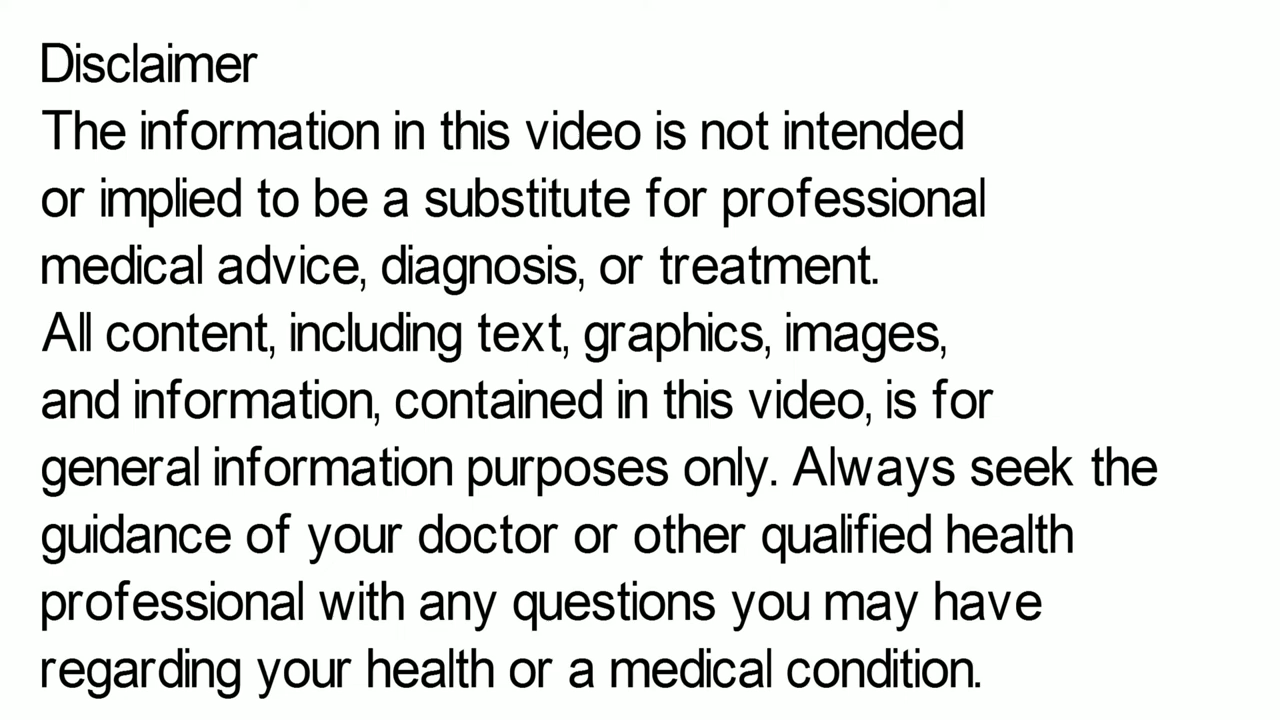 Disclaimer
The information in this video is not intended
or implied to be a substitute for professional
medical advice, diagnosis, or treatment.
All content, including text, graphics, images,
and information, contained in this video, is for
general information purposes only. Always seek the
guidance of your doctor or other qualified health
professional with any questions you may have
regarding your health or a medical condition.